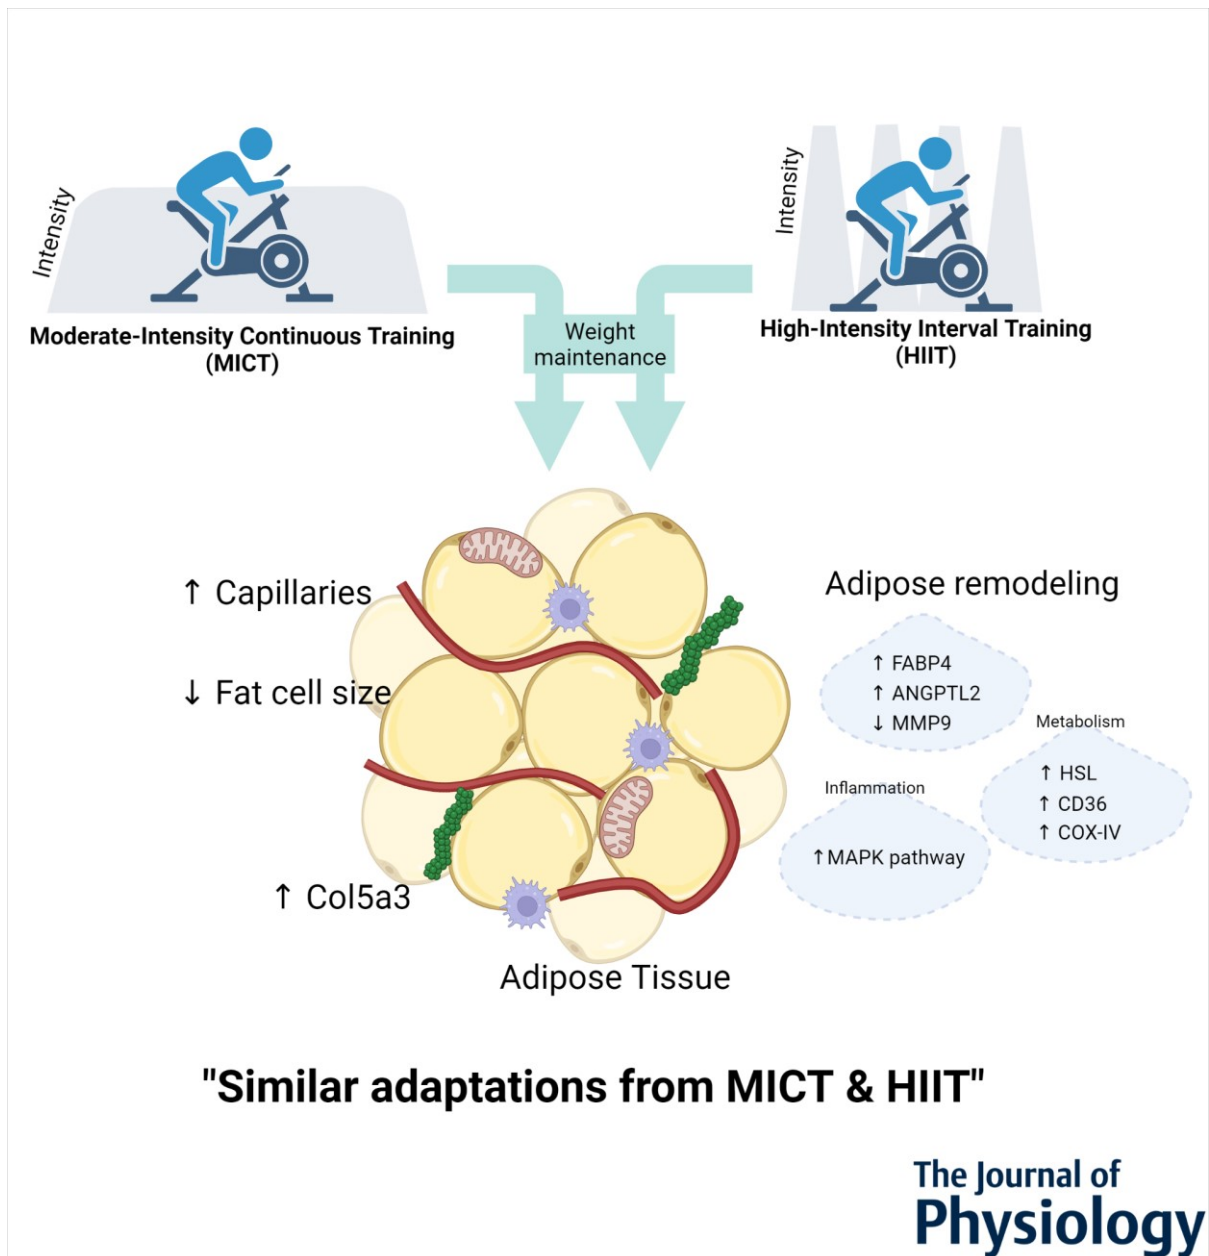 Intensity
Moderate-Intensity Continuous Training
(MICT)
Intensity
High-Intensity Interval Training
(HIIT)
Weight
maintenance
↑ Capillaries
↓ Fat cell size
↑ Col5a3
Adipose Tissue
Adipose remodeling
↑ FABP4
↑ ANGPTL2
↓ MMP9
Metabolism
↑ HSL
↑ CD36
↑ COX-IV
Inflammation
↑MAPK pathway
"Similar adaptations from MICT & HIIT"
The Journal of
Physiology